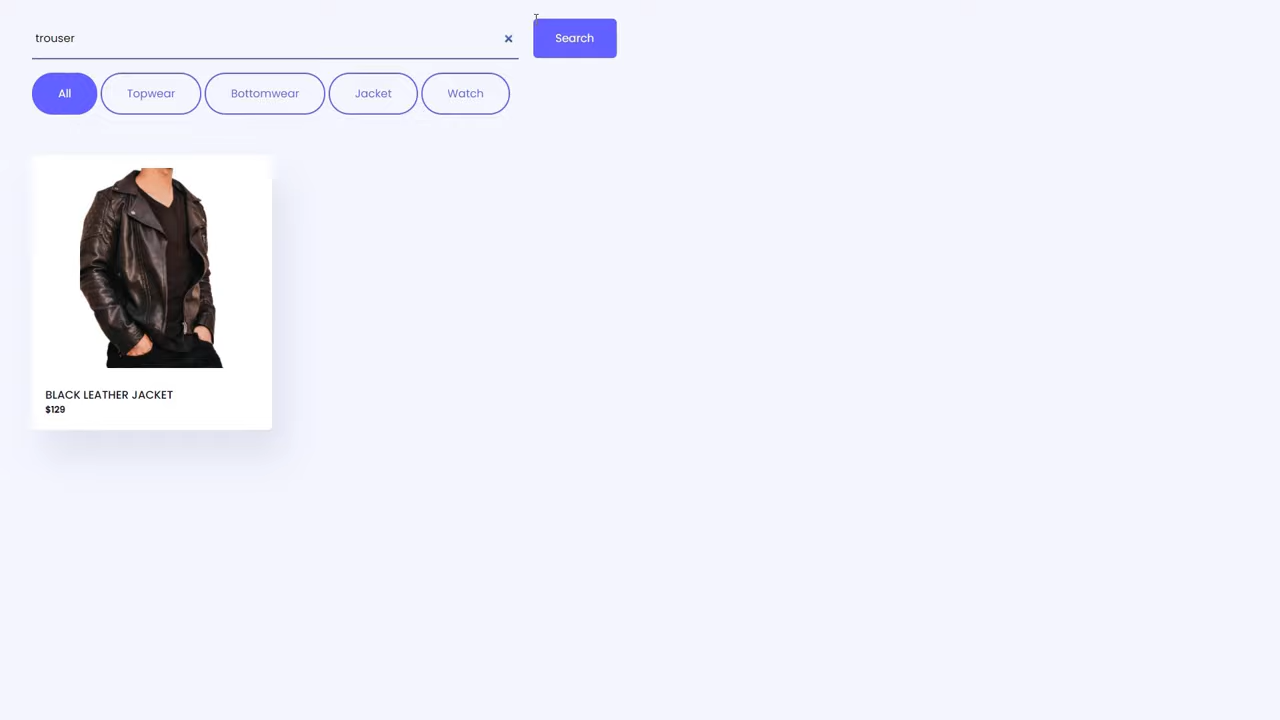 trouser
Search
All
Topwear
Bottomwear
Jacket
Watch
BLACK LEATHER JACKET
$129